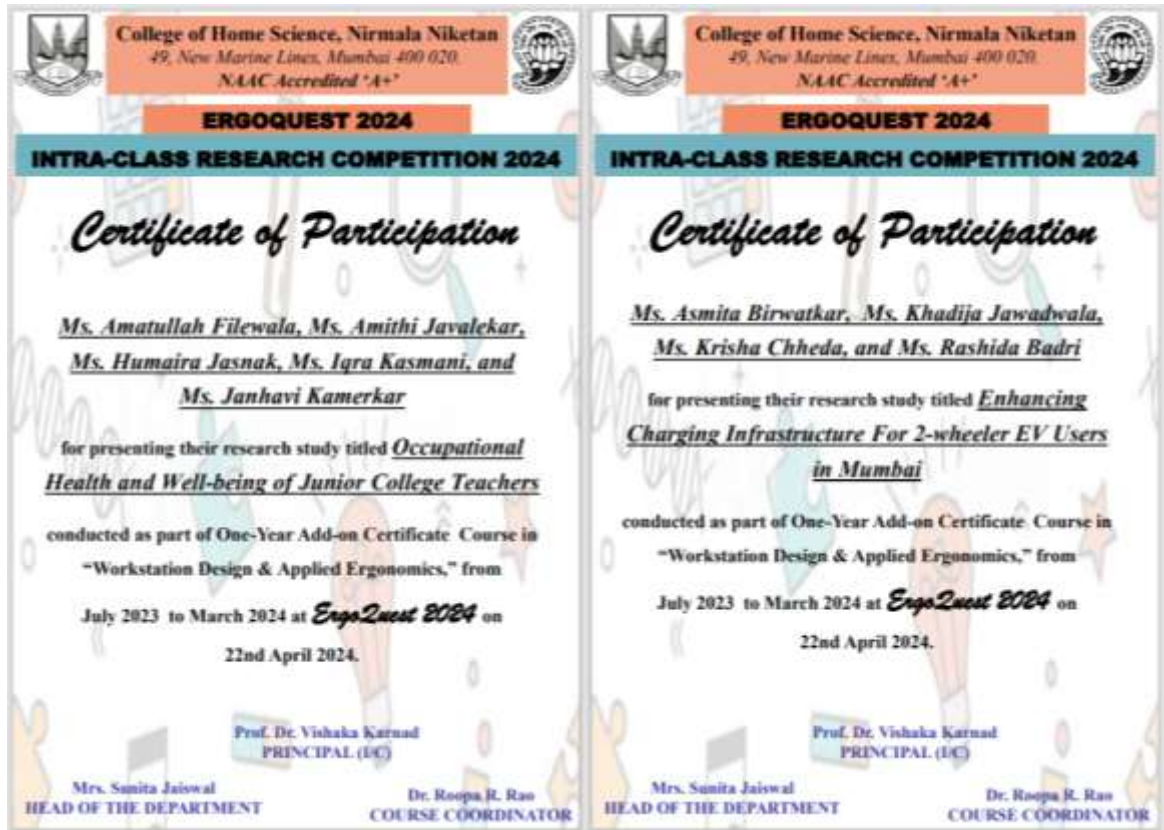 College of Home Science, Nirmala Niketan
49, New Marine Lines, Mumbai 400 020.
NAAC Accredited ‘A+’
ERGOQUEST 2024
INTRA-CLASS RESEARCH COMPETITION 2024
Certificate of Participation
Ms. Amatullah Filewala, Ms. Amithi Javalekar,
Ms. Humaira Jasnak, Ms. Iqra Kasmani, and
Ms. Janhavi Kamerkar
for presenting their research study titled Occupational
Health and Well-being of Junior College Teachers
conducted as part of One-Year Add-on Certificate Course in
“Workstation Design & Applied Ergonomics,” from
July 2023 to March 2024 at ErgoQuest 2024 on
22nd April 2024.
Prof. Dr. Vishaka Karnad
PRINCIPAL (I/C)
Mrs. Sunita Jaiswal
HEAD OF THE DEPARTMENT
Dr. Roopa R. Rao
COURSE COORDINATOR
College of Home Science, Nirmala Niketan
49, New Marine Lines, Mumbai 400 020.
NAAC Accredited ‘A+’
ERGOQUEST 2024
INTRA-CLASS RESEARCH COMPETITION 2024
Certificate of Participation
Ms. Asmita Birwatkar, Ms. Khadija Jawadwala,
Ms. Krisha Chheda, and Ms. Rashida Badri
for presenting their research study titled Enhancing
Charging Infrastructure For 2-wheeler EV Users
in Mumbai
conducted as part of One-Year Add-on Certificate Course in
“Workstation Design & Applied Ergonomics,” from
July 2023 to March 2024 at ErgoQuest 2024 on
22nd April 2024.
Prof. Dr. Vishaka Karnad
PRINCIPAL (I/C)
Mrs. Sunita Jaiswal
HEAD OF THE DEPARTMENT
Dr. Roopa R. Rao
COURSE COORDINATOR